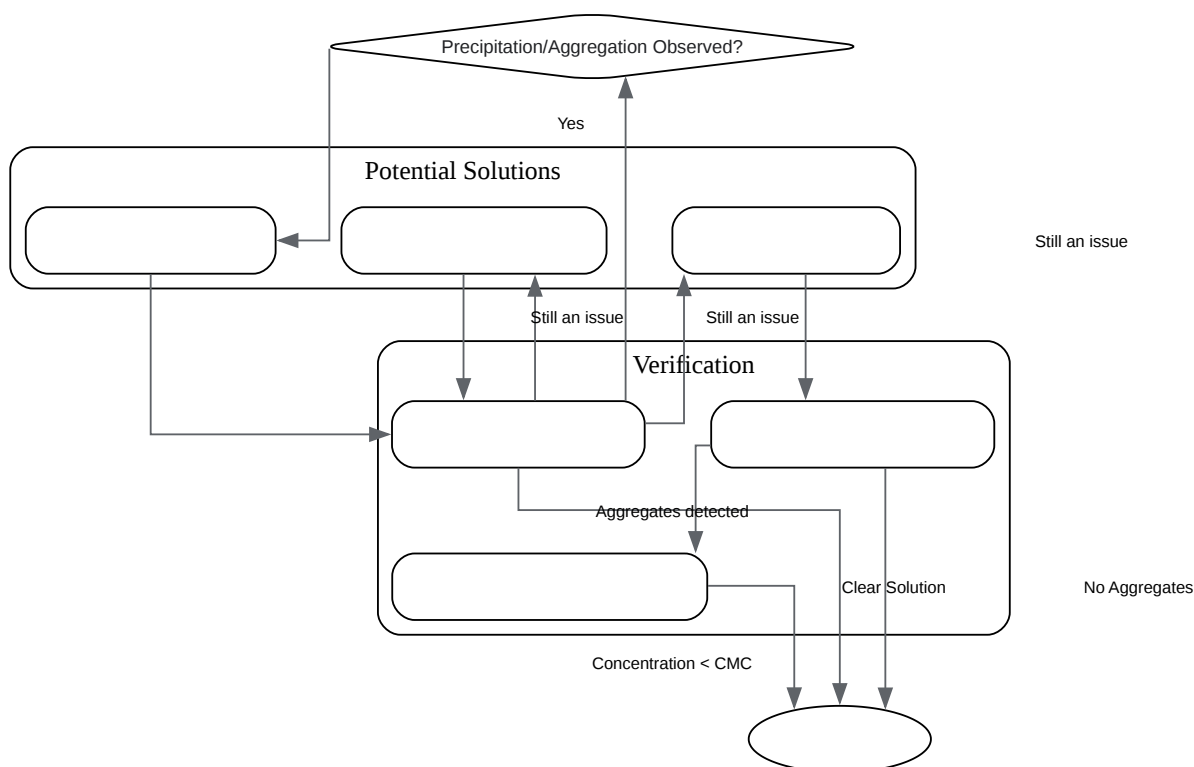 Precipitation/Aggregation Observed?
Yes
Potential Solutions
Still an issue
Still an issue
Still an issue
Verification
Aggregates detected
Clear Solution
No Aggregates
Concentration < CMC